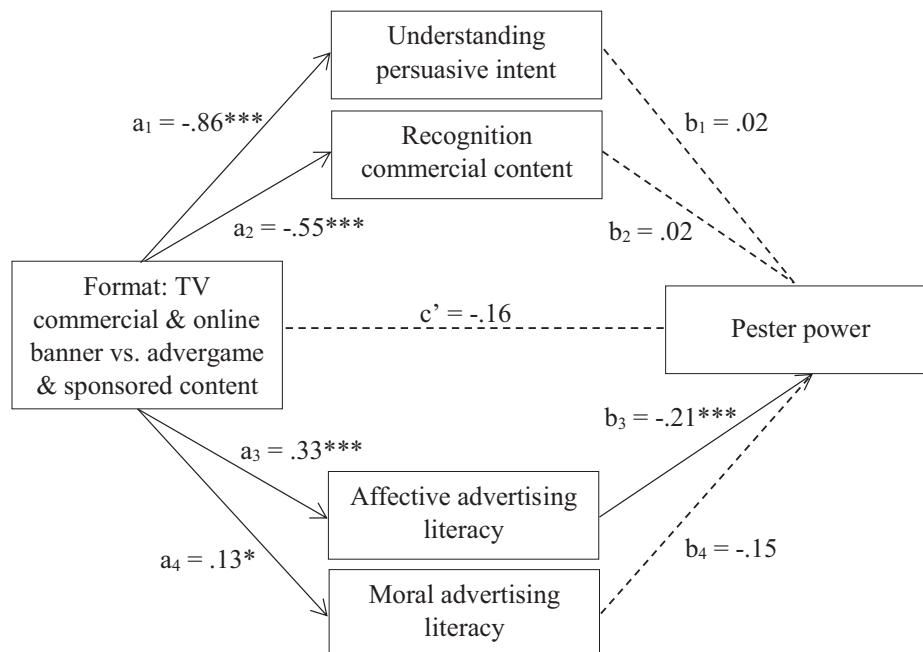 Understanding
persuasive intent
a₁ = -.86***
b₁ = .02
Recognition
commercial content
a₂ = -.55***
b₂ = .02
Format: TV
commercial & online
banner vs. advergame
& sponsored content
c’ = -.16
Pester power
b₃ = -.21***
a₃ = .33***
Affective advertising
literacy
a₄ = .13*
b₄ = -.15
Moral advertising
literacy